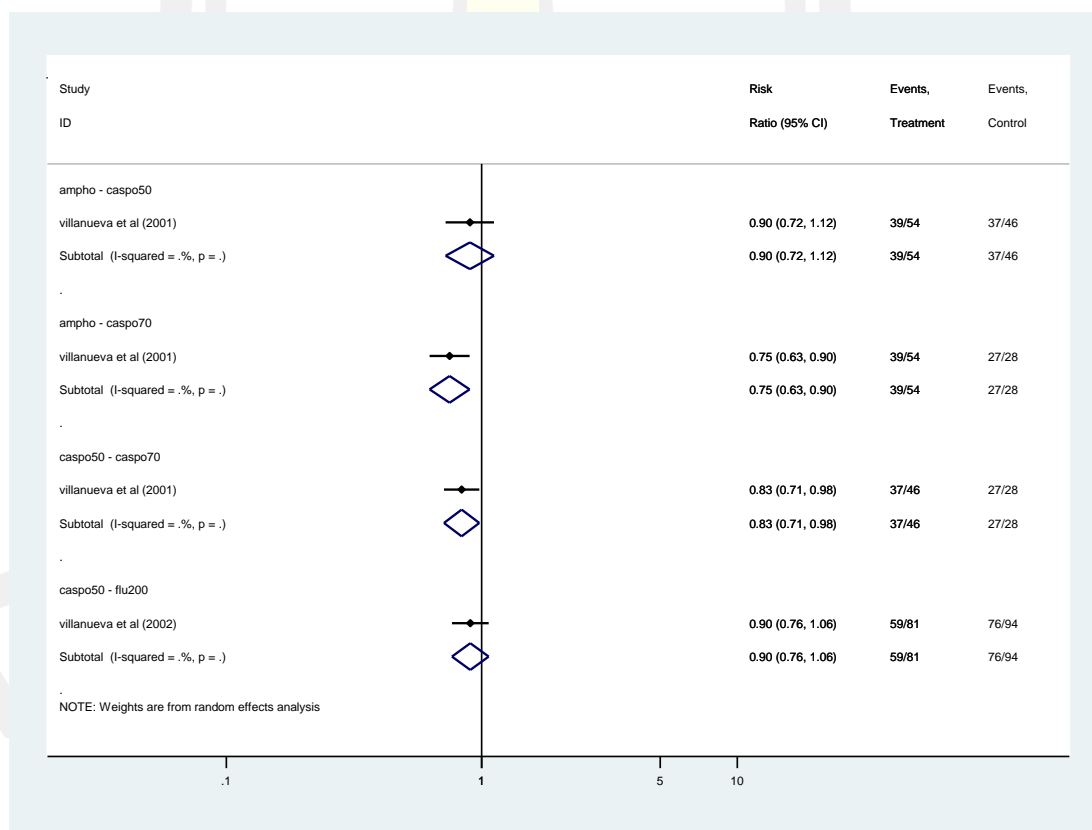 Study
ID
Risk
Ratio (95% CI)
Events,
Treatment
Events,
Control
ampho - caspo50
villanueva et al (2001) 0.90 (0.72, 1.12) 39/54 37/46
Subtotal (I-squared = .%, p = .) 0.90 (0.72, 1.12) 39/54 37/46
.
ampho - caspo70
villanueva et al (2001) 0.75 (0.63, 0.90) 39/54 27/28
Subtotal (I-squared = .%, p = .) 0.75 (0.63, 0.90) 39/54 27/28
.
caspo50 - caspo70
villanueva et al (2001) 0.83 (0.71, 0.98) 37/46 27/28
Subtotal (I-squared = .%, p = .) 0.83 (0.71, 0.98) 37/46 27/28
.
caspo50 - flu200
villanueva et al (2002) 0.90 (0.76, 1.06) 59/81 76/94
Subtotal (I-squared = .%, p = .) 0.90 (0.76, 1.06) 59/81 76/94
.
NOTE: Weights are from random effects analysis
.1 1 5 10